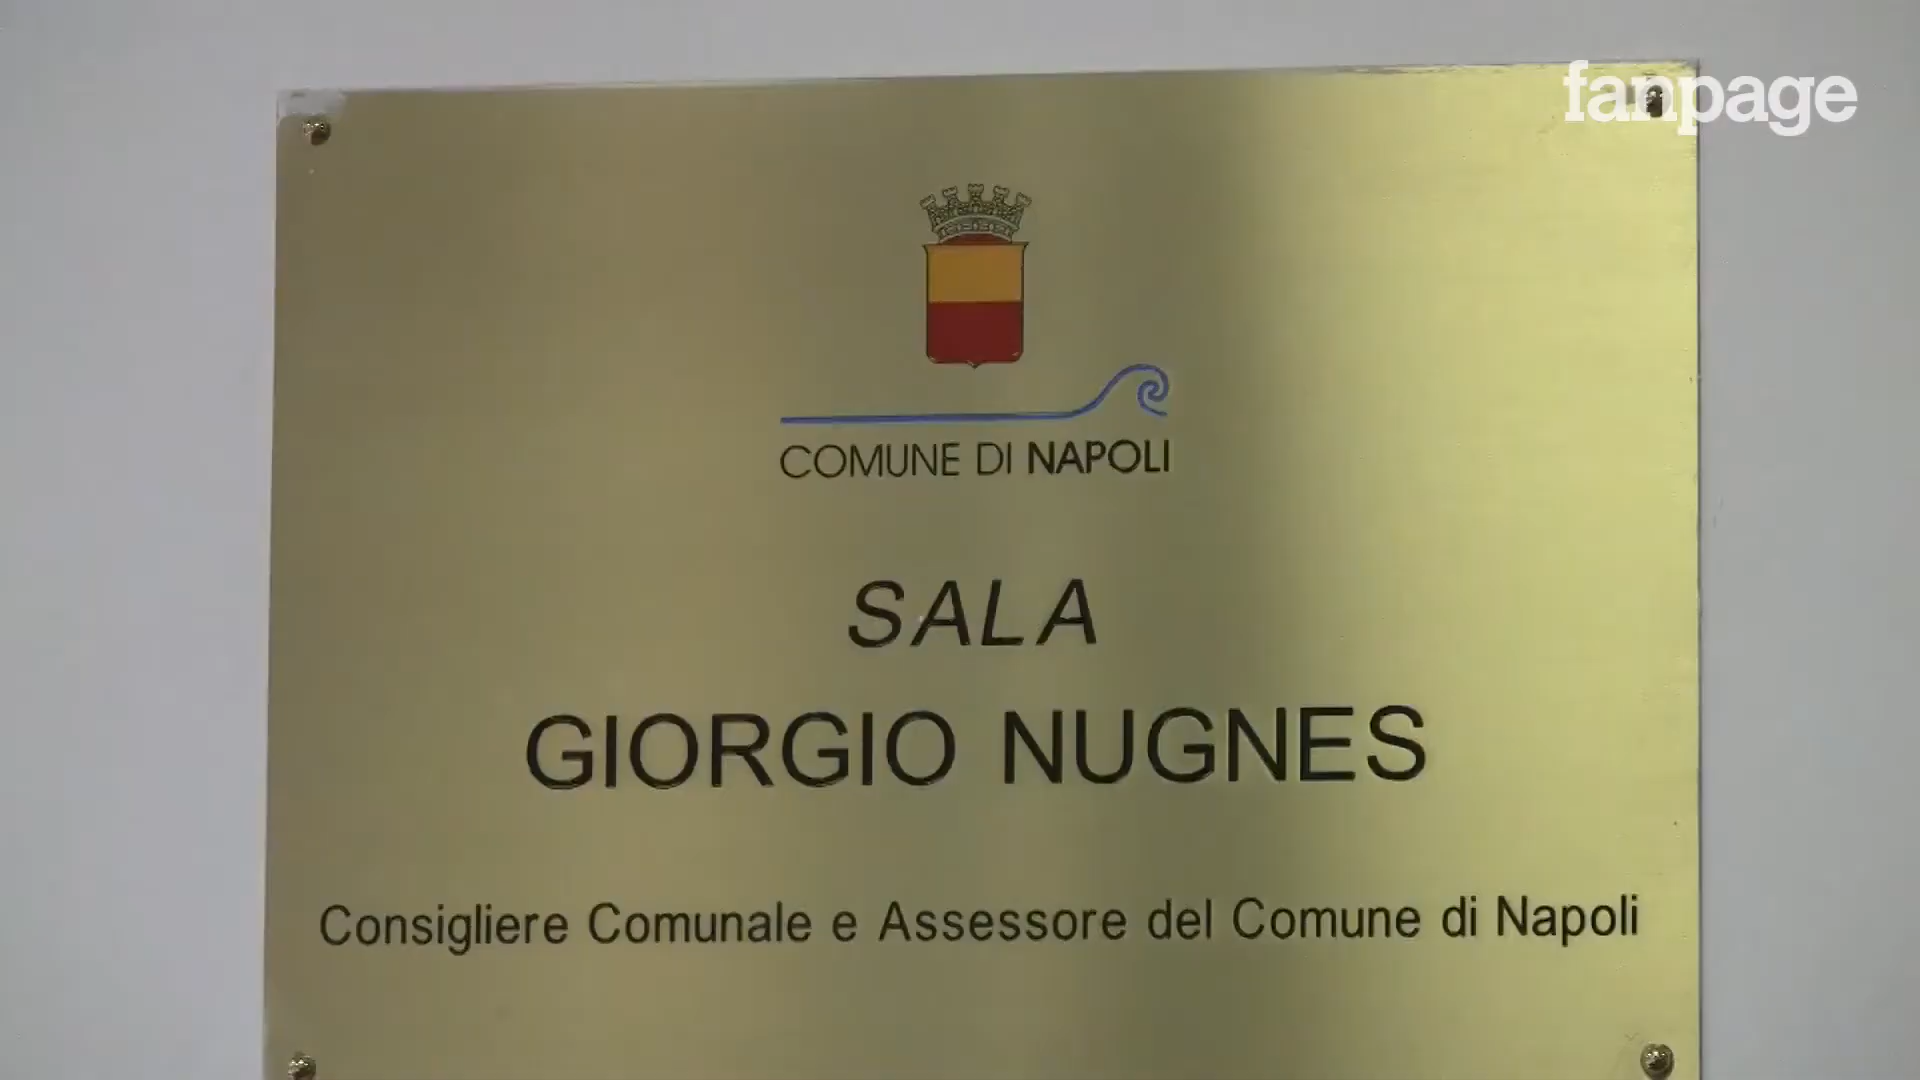 fanpage
COMUNE DI NAPOLI
SALA
GIORGIO NUGNES
Consigliere Comunale e Assessore del Comune di Napoli